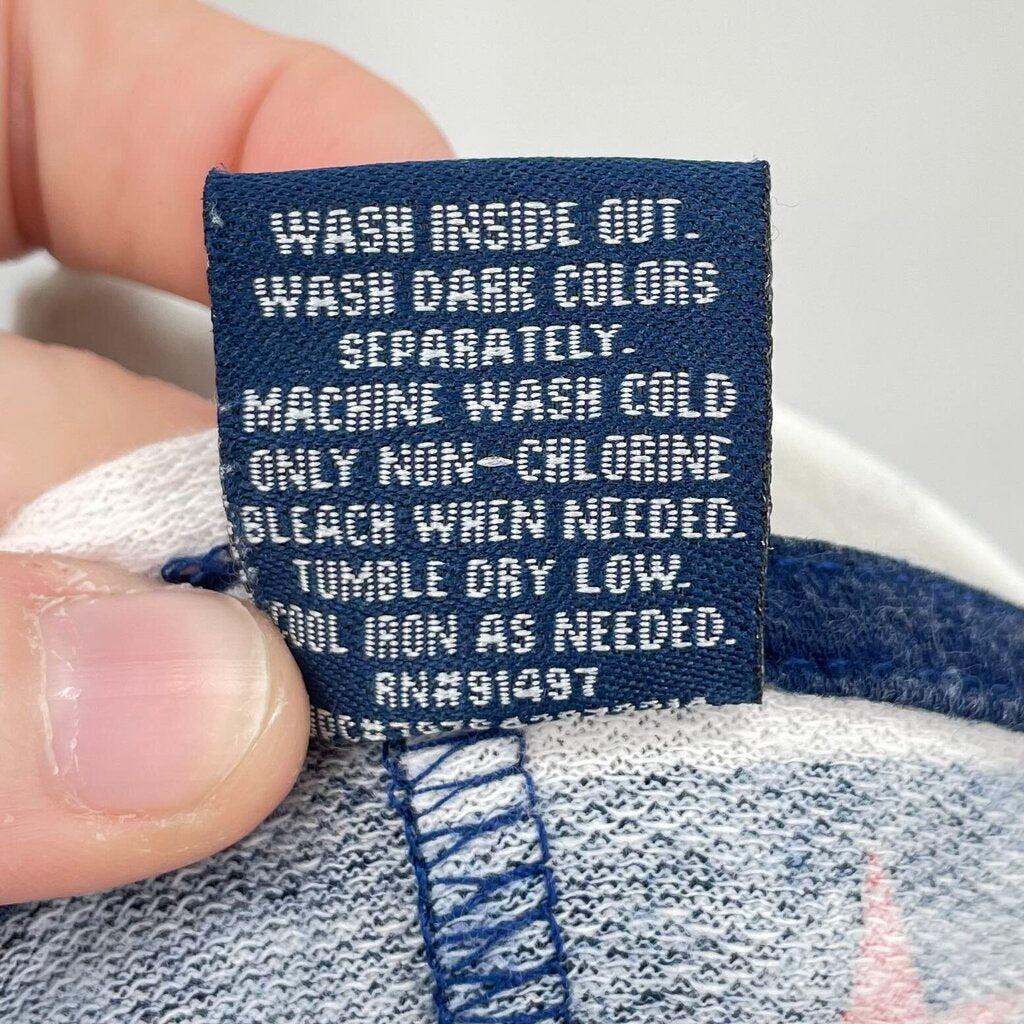 WASH INSIDE OUT.
WASH DARK COLORS
SEPARATELY.
MACHINE WASH COLD
ONLY NON-CHLORINE
BLEACH WHEN NEEDED.
TUMBLE DRY LOW.
COOL IRON AS NEEDED.
RN#91497